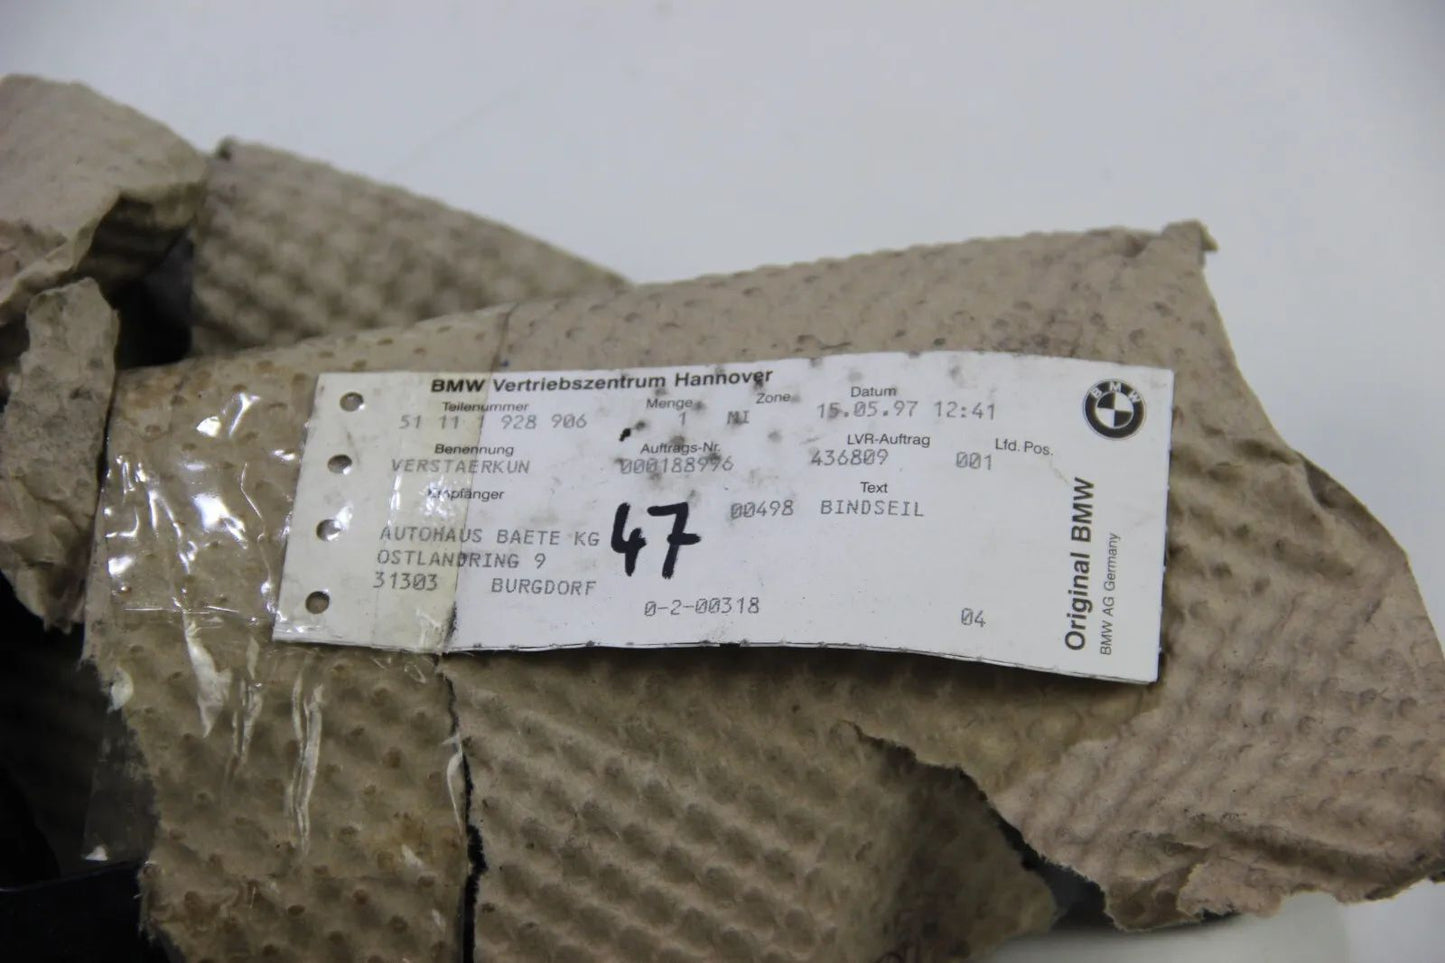 BMW Vertriebszentrum Hannover
Teilenummer Menge Zone Datum
51 11 1 928 906 1 MI 15.05.97 12:41
BMW
Benennung Auftrags-Nr. LVR-Auftrag Lfd. Pos.
VERSTAERKUN 000188996 436809 001
Empfänger Text
00498 BINDSEIL
47
AUTOHAUS BAETE KG
OSTLANDRING 9
31303 BURGDORF
0-2-00318 04
Original BMW
BMW AG Germany